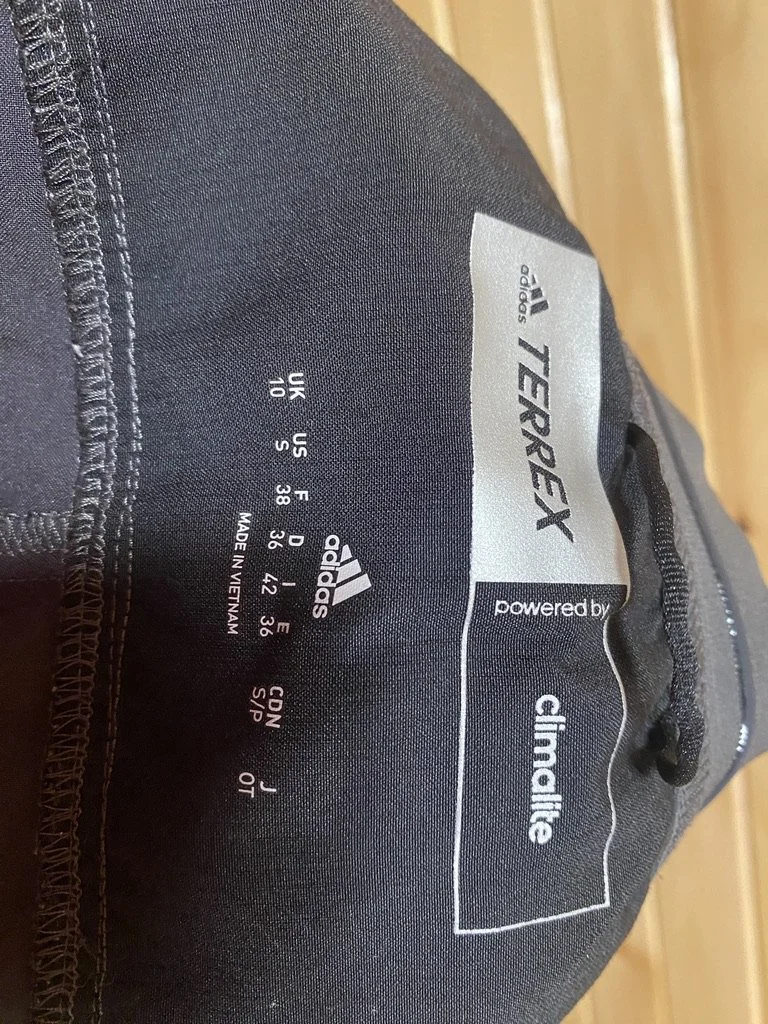 adidas
TERREX
powered by
climalite
adidas
UK US F D I E CDN J
10 S 38 36 42 36 S/P OT
MADE IN VIETNAM